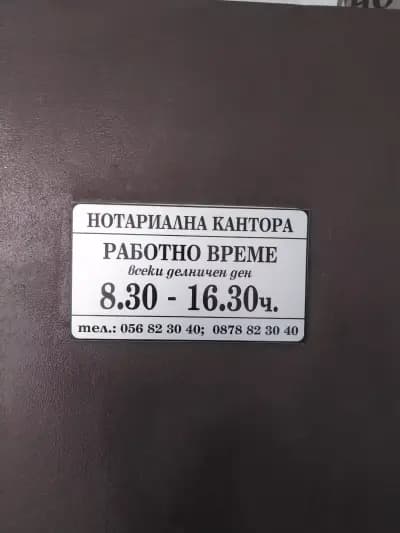 НОТАРИАЛНА КАНТОРА
РАБОТНО ВРЕМЕ
всеки делничен ден
8.30 - 16.30ч.
тел.: 056 82 30 40; 0878 82 30 40